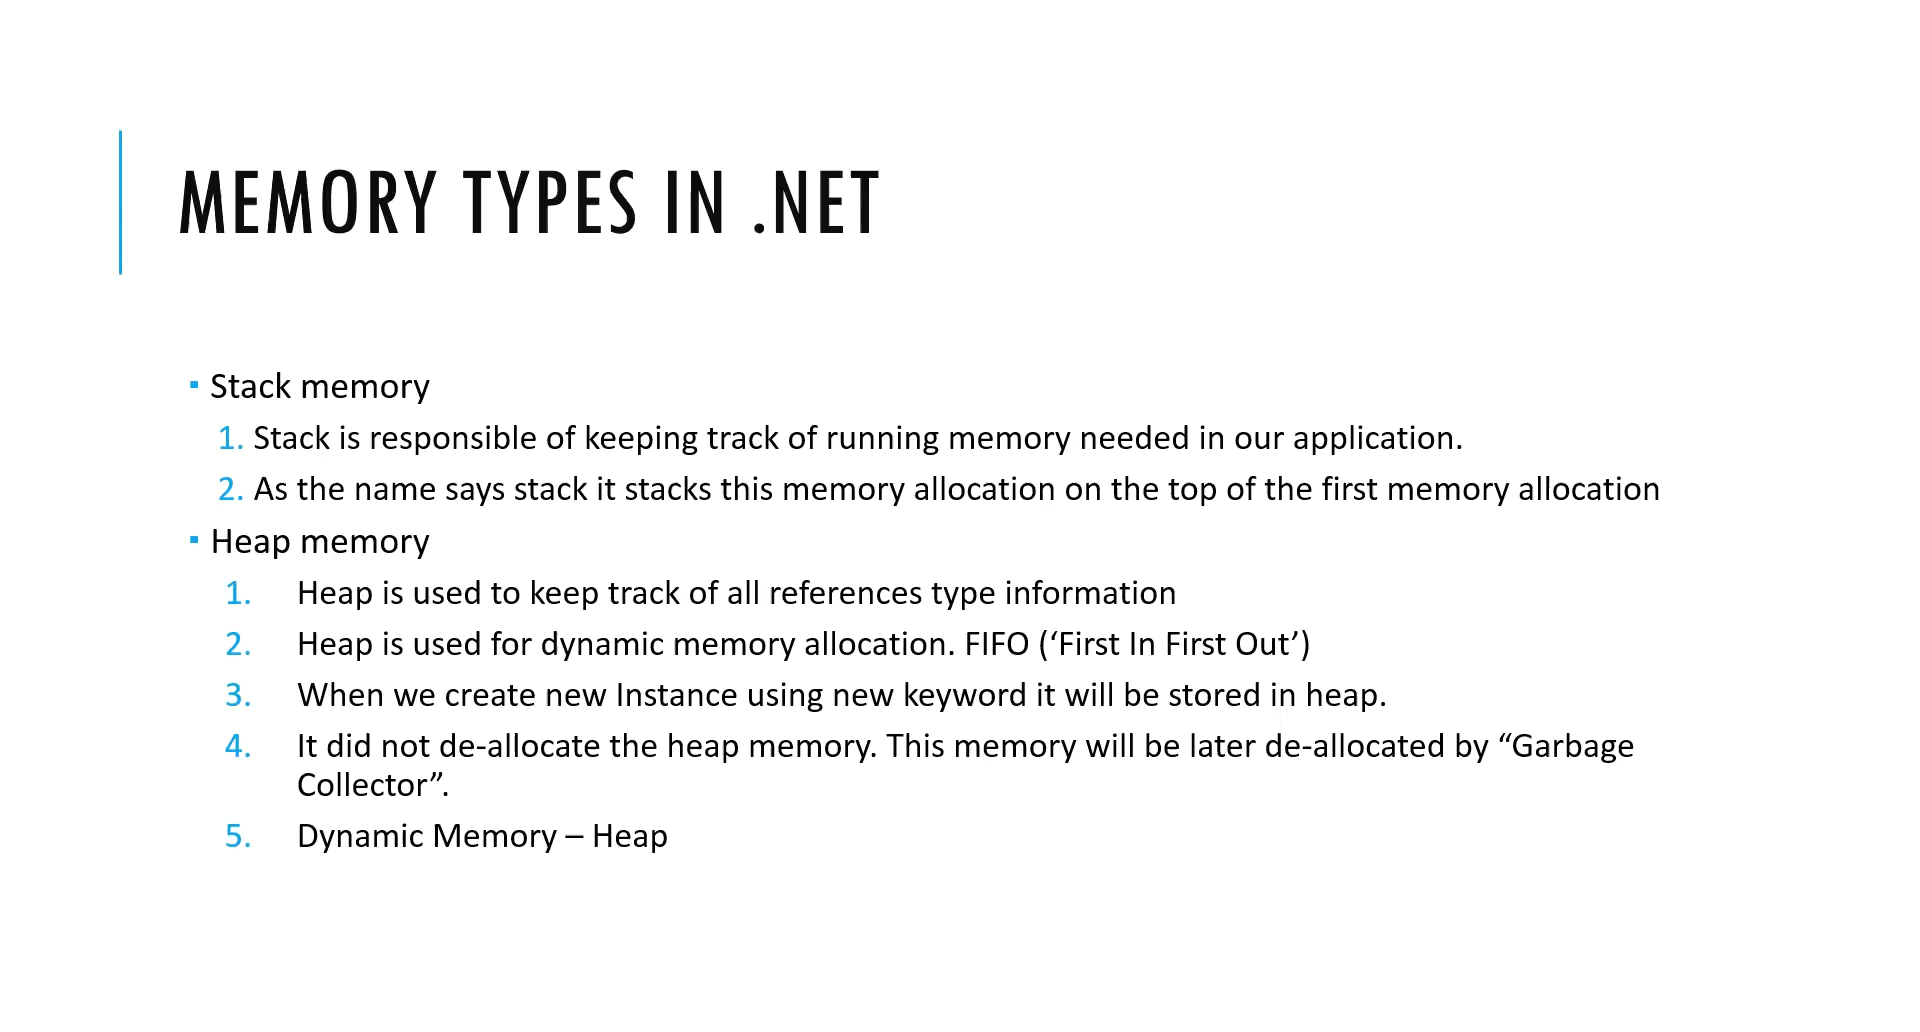 MEMORY TYPES IN .NET
▪ Stack memory
1. Stack is responsible of keeping track of running memory needed in our application.
2. As the name says stack it stacks this memory allocation on the top of the first memory allocation
▪ Heap memory
1. Heap is used to keep track of all references type information
2. Heap is used for dynamic memory allocation. FIFO (‘First In First Out’)
3. When we create new Instance using new keyword it will be stored in heap.
4. It did not de-allocate the heap memory. This memory will be later de-allocated by “Garbage
Collector”.
5. Dynamic Memory – Heap